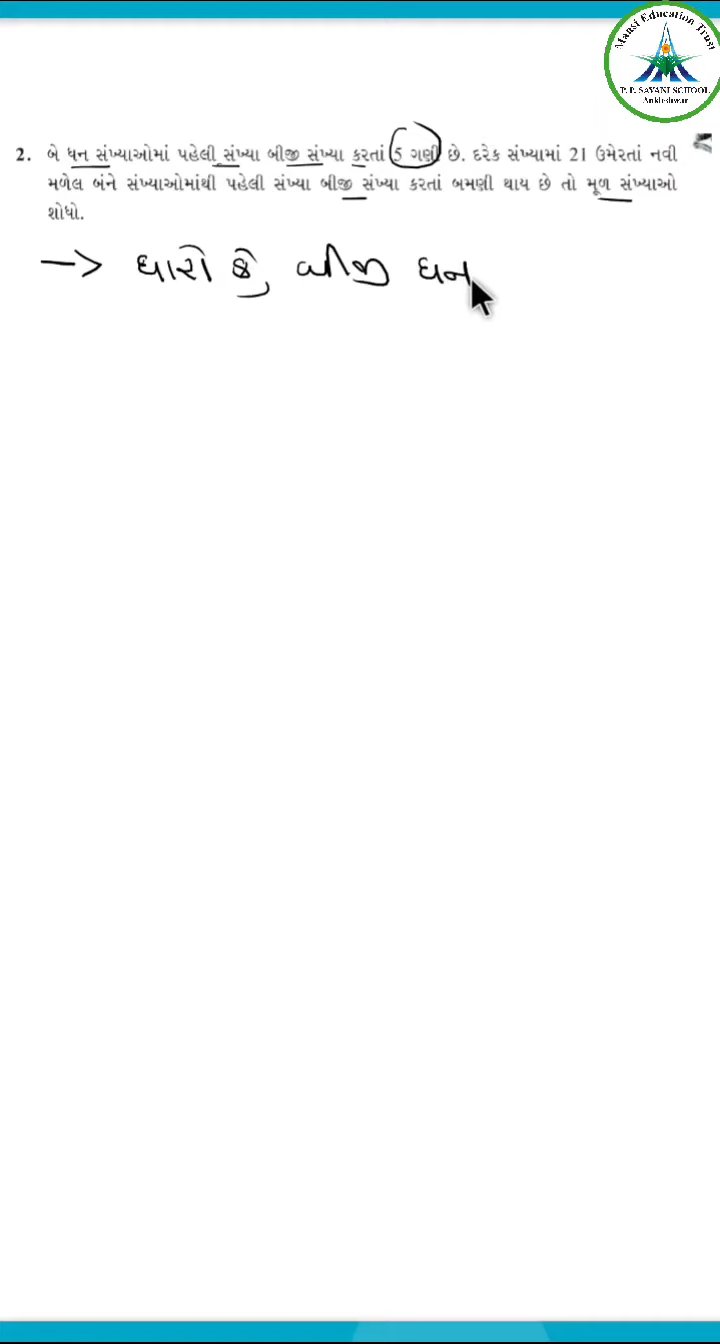 Mansi Education Trust
P. P. SAVANI SCHOOL
Ankleshwar
2. બે ધન સંખ્યાઓમાં પહેલી સંખ્યા બીજી સંખ્યા કરતાં 5 ગણી છે. દરેક સંખ્યામાં 21 ઉમેરતાં નવી
મળેલ બંને સંખ્યાઓમાંથી પહેલી સંખ્યા બીજી સંખ્યા કરતાં બમણી થાય છે તો મૂળ સંખ્યાઓ
શોધો.
→ ધારો કે, બીજી ધન